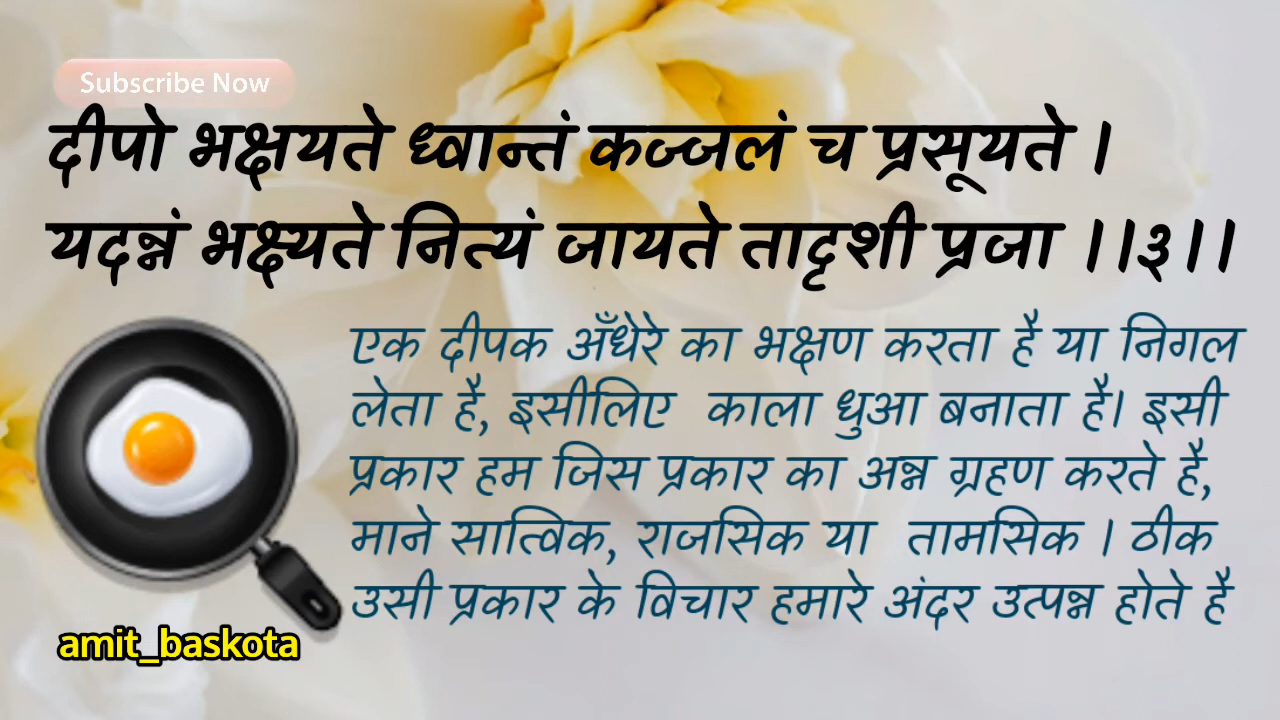 Subscribe Now
दीपो भक्षयते ध्वान्तं कज्जलं च प्रसूयते ।
यदन्नं भक्ष्यते नित्यं जायते तादृशी प्रजा ।।३।।
एक दीपक अँधेरे का भक्षण करता है या निगल
लेता है, इसीलिए काला धुआ बनाता है। इसी
प्रकार हम जिस प्रकार का अन्न ग्रहण करते है,
माने सात्विक, राजसिक या तामसिक । ठीक
उसी प्रकार के विचार हमारे अंदर उत्पन्न होते है
amit_baskota